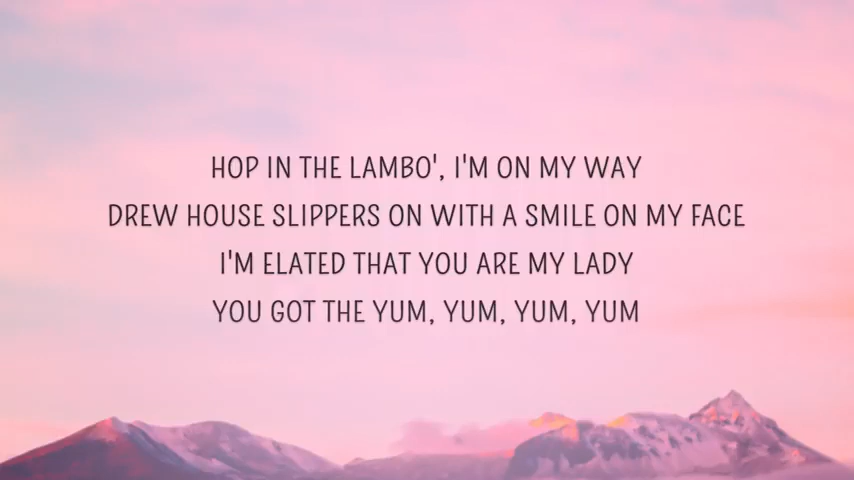 HOP IN THE LAMBO', I'M ON MY WAY
DREW HOUSE SLIPPERS ON WITH A SMILE ON MY FACE
I'M ELATED THAT YOU ARE MY LADY
YOU GOT THE YUM, YUM, YUM, YUM